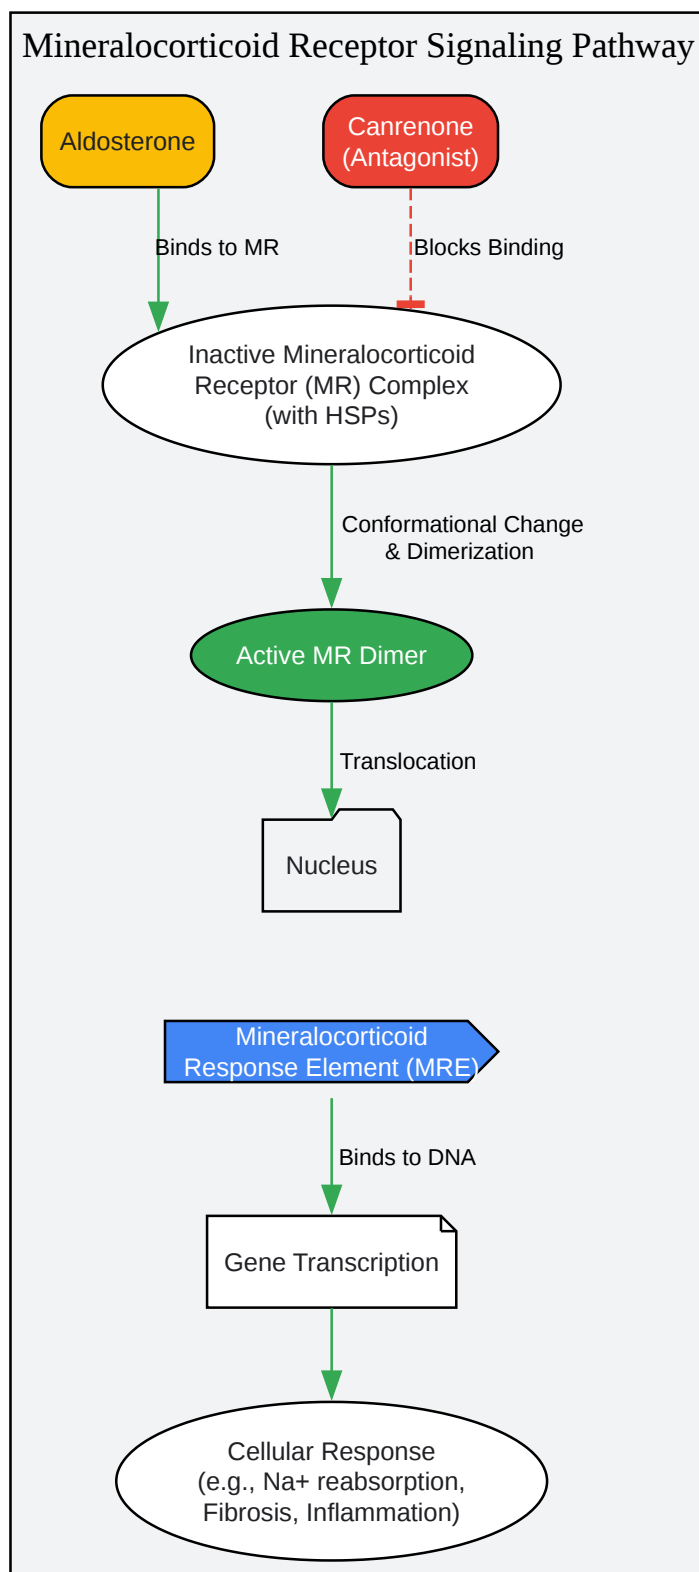 Mineralocorticoid Receptor Signaling Pathway
Aldosterone
Canrenone
(Antagonist)
Binds to MR
Blocks Binding
Inactive Mineralocorticoid
Receptor (MR) Complex
(with HSPs)
Conformational Change
& Dimerization
Active MR Dimer
Translocation
Nucleus
Mineralocorticoid
Response Element (MRE)
Binds to DNA
Gene Transcription
Cellular Response
(e.g., Na+ reabsorption,
Fibrosis, Inflammation)